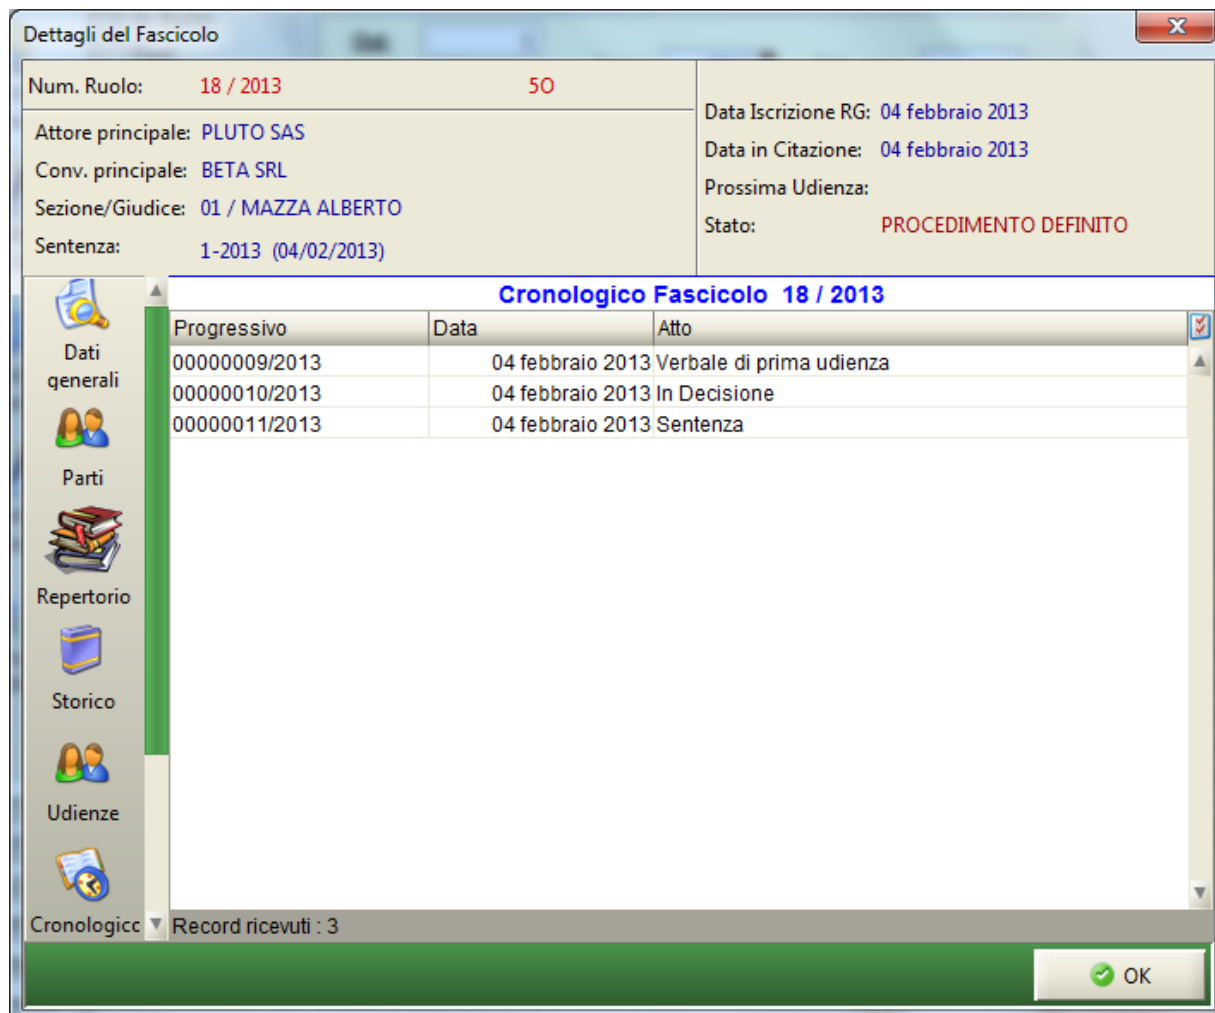 Dettagli del Fascicolo
Num. Ruolo: 18 / 2013 5O
Attore principale: PLUTO SAS
Conv. principale: BETA SRL
Sezione/Giudice: 01 / MAZZA ALBERTO
Sentenza: 1-2013 (04/02/2013)
Data Iscrizione RG: 04 febbraio 2013
Data in Citazione: 04 febbraio 2013
Prossima Udienza:
Stato: PROCEDIMENTO DEFINITO
Dati
generali
Parti
Repertorio
Storico
Udienze
Cronologicc
Cronologico Fascicolo 18 / 2013
Progressivo Data Atto
00000009/2013 04 febbraio 2013 Verbale di prima udienza
00000010/2013 04 febbraio 2013 In Decisione
00000011/2013 04 febbraio 2013 Sentenza
Record ricevuti : 3
OK